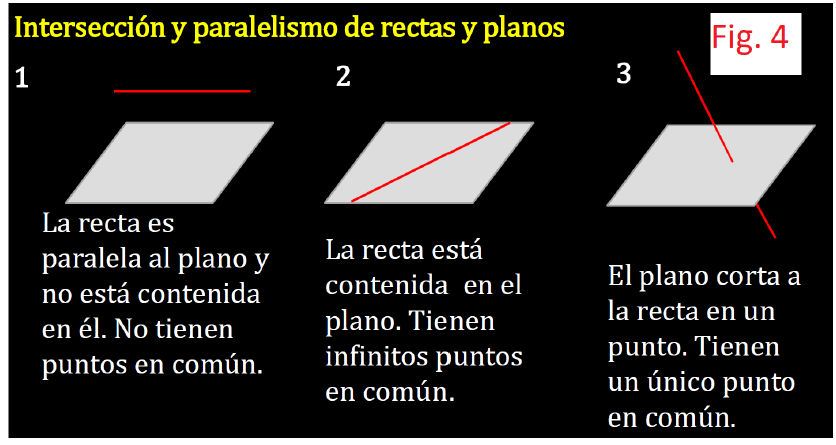 Intersección y paralelismo de rectas y planos
Fig. 4
1
La recta es
paralela al plano y
no está contenida
en él. No tienen
puntos en común.
2
La recta está
contenida en el
plano. Tienen
infinitos puntos
en común.
3
El plano corta a
la recta en un
punto. Tienen
un único punto
en común.